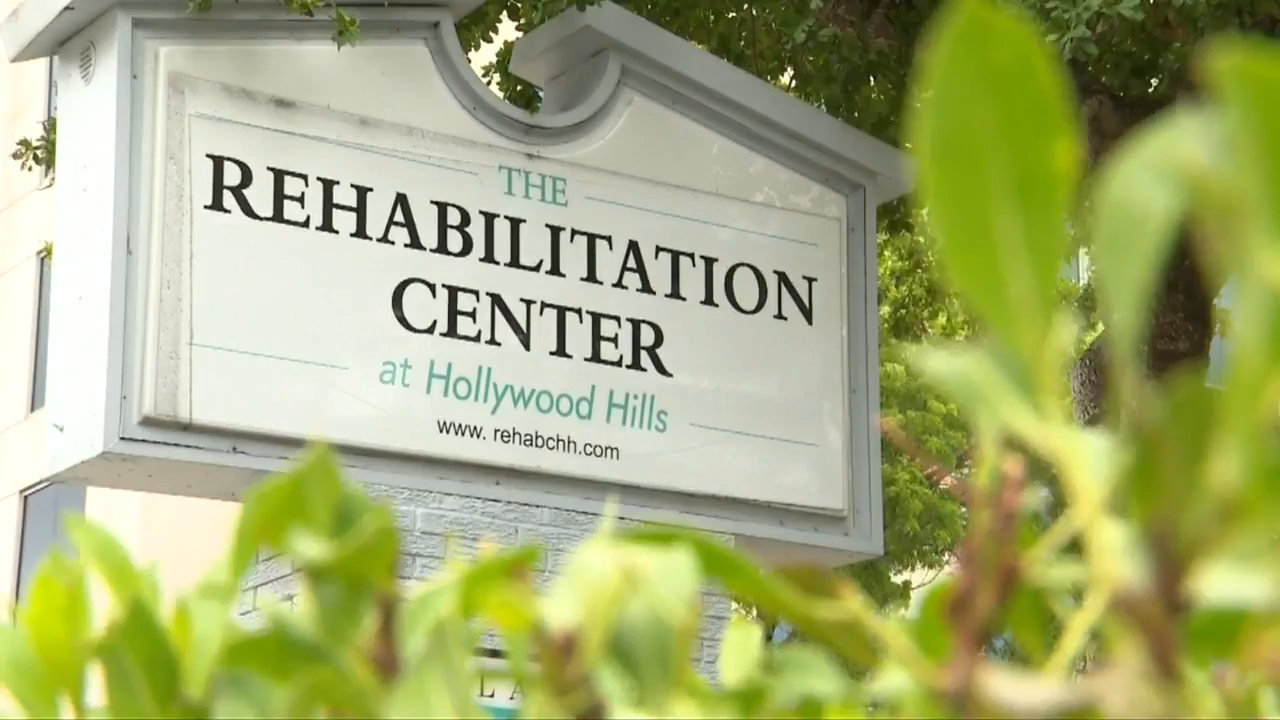 THE
REHABILITATION
CENTER
at Hollywood Hills
www. rehabchh.com